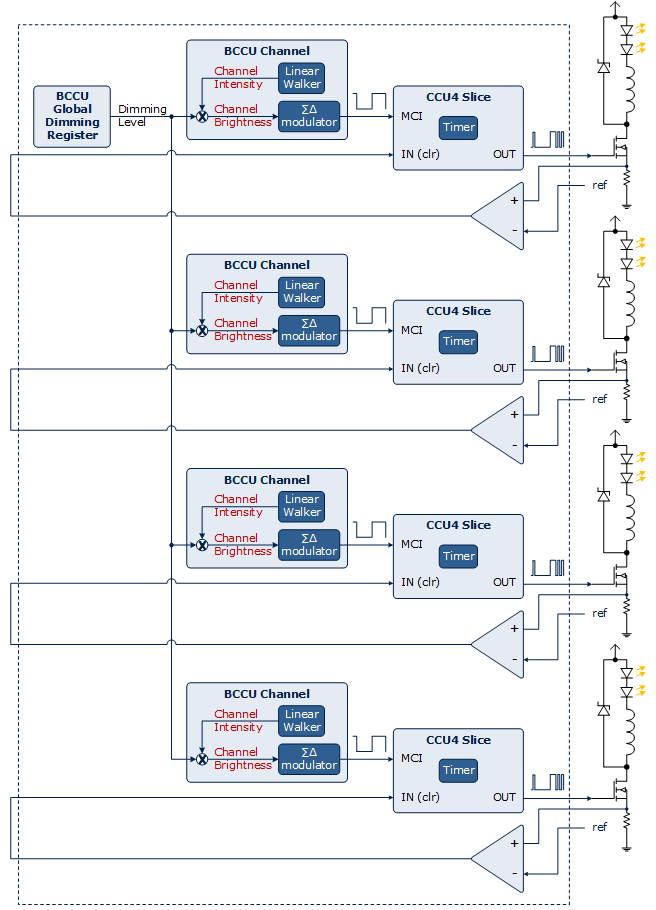 BCCU
Global
Dimming
Register
Dimming
Level
BCCU Channel
Channel
Intensity
Linear
Walker
Channel
Brightness
ΣΔ
modulator
CCU4 Slice
MCI
Timer
IN (clr)
OUT
+
-
ref
BCCU Channel
Channel
Intensity
Linear
Walker
Channel
Brightness
ΣΔ
modulator
CCU4 Slice
MCI
Timer
IN (clr)
OUT
+
-
ref
BCCU Channel
Channel
Intensity
Linear
Walker
Channel
Brightness
ΣΔ
modulator
CCU4 Slice
MCI
Timer
IN (clr)
OUT
+
-
ref
BCCU Channel
Channel
Intensity
Linear
Walker
Channel
Brightness
ΣΔ
modulator
CCU4 Slice
MCI
Timer
IN (clr)
OUT
+
-
ref